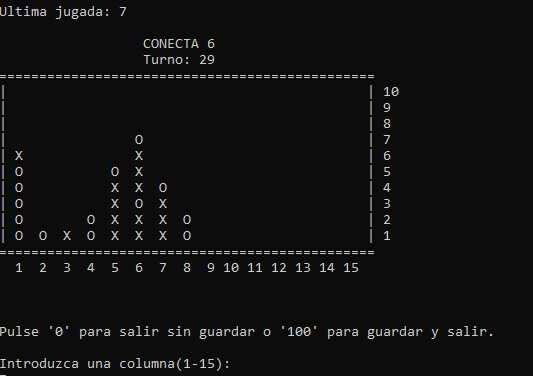 Ultima jugada: 7
CONECTA 6
Turno: 29
==============================================
| | 10
| | 9
| | 8
| O | 7
| X X | 6
| O O X | 5
| O X X O | 4
| O X O X | 3
| O O X X X O | 2
| O O X O X X X O | 1
==============================================
1 2 3 4 5 6 7 8 9 10 11 12 13 14 15
Pulse '0' para salir sin guardar o '100' para guardar y salir.
Introduzca una columna(1-15):